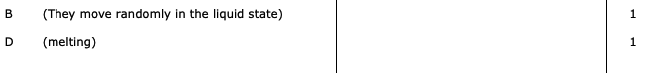 B (They move randomly in the liquid state) 1
D (melting) 1